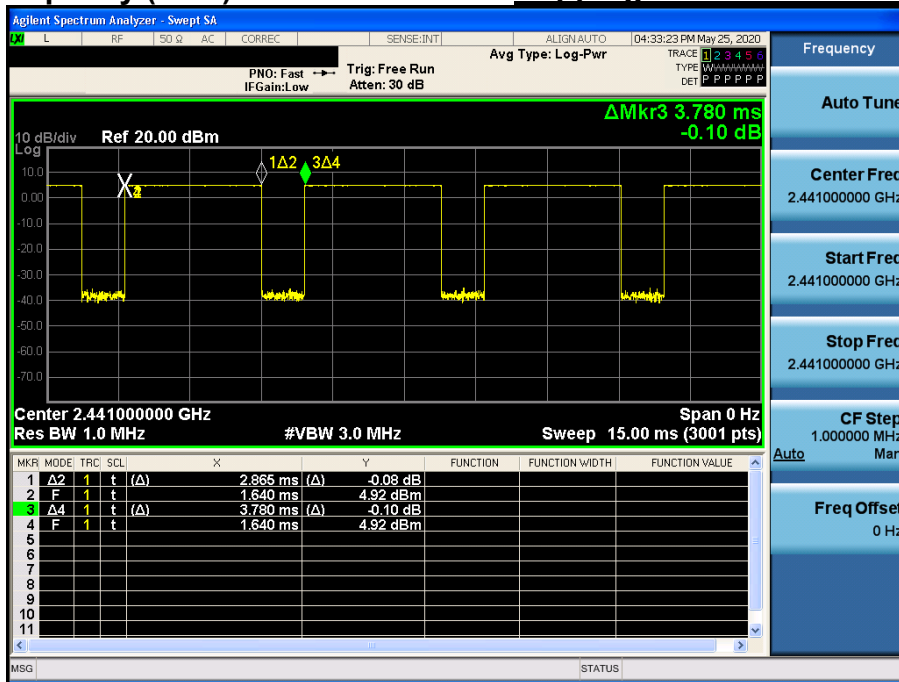 Agilent Spectrum Analyzer - Swept SA
LXI L RF 50 Ω AC CORREC SENSE:INT ALIGN AUTO 04:33:23 PM May 25, 2020
Avg Type: Log-Pwr
TRACE 1 2 3 4 5 6
TYPE WWWWWW
DET P P P P P P
PNO: Fast
IFGain:Low
Trig: Free Run
Atten: 30 dB
Frequency
Auto Tune
ΔMkr3 3.780 ms
-0.10 dB
10 dB/div
Log
Ref 20.00 dBm
1Δ2 3Δ4
10.0
0.00
-10.0
-20.0
-30.0
-40.0
-50.0
-60.0
-70.0
Center Freq
2.441000000 GHz
Start Freq
2.441000000 GHz
Stop Freq
2.441000000 GHz
CF Step
1.000000 MHz
Auto Man
Freq Offset
0 Hz
Center 2.441000000 GHz Span 0 Hz
Res BW 1.0 MHz #VBW 3.0 MHz Sweep 15.00 ms (3001 pts)
MKR MODE TRC SCL X Y FUNCTION FUNCTION WIDTH FUNCTION VALUE
1 Δ2 1 t (Δ) 2.865 ms (Δ) -0.08 dB
2 F 1 t 1.640 ms 4.92 dBm
3 Δ4 1 t (Δ) 3.780 ms (Δ) -0.10 dB
4 F 1 t 1.640 ms 4.92 dBm
5
6
7
8
9
10
11
MSG STATUS